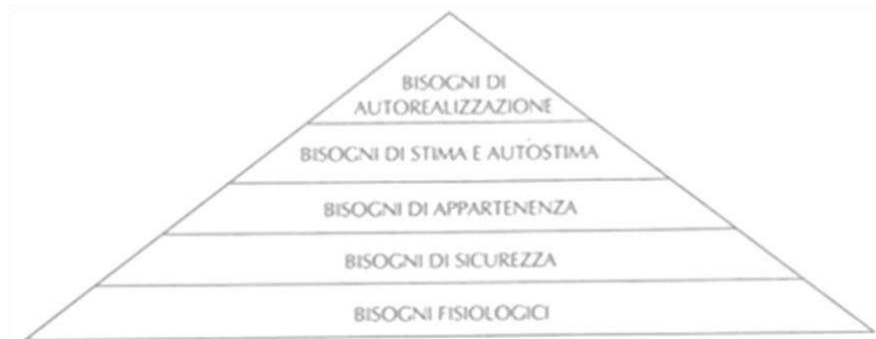 BISOGNI DI
AUTOREALIZZAZIONE
BISOGNI DI STIMA E AUTOSTIMA
BISOGNI DI APPARTENENZA
BISOGNI DI SICUREZZA
BISOGNI FISIOLOGICI